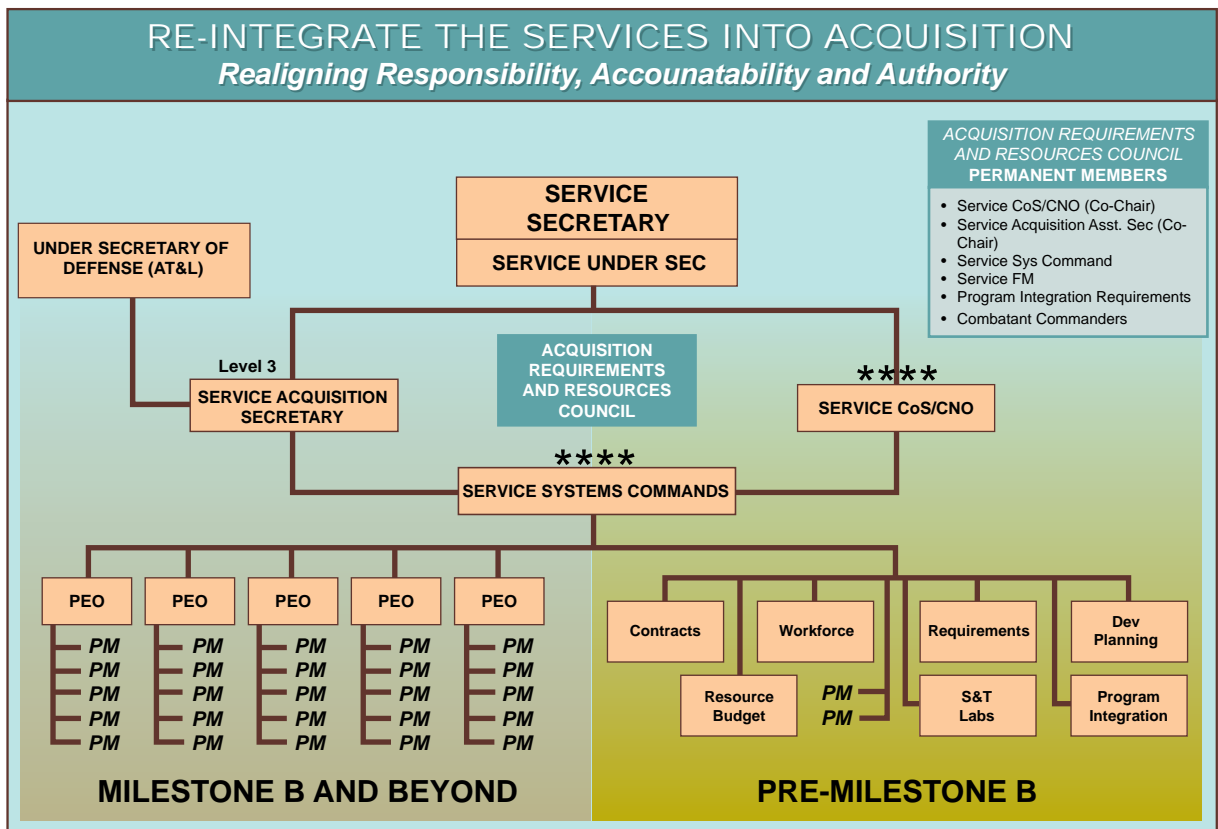 RE-INTEGRATE THE SERVICES INTO ACQUISITION
Realigning Responsibility, Accounatability and Authority
ACQUISITION REQUIREMENTS
AND RESOURCES COUNCIL
PERMANENT MEMBERS
• Service CoS/CNO (Co-Chair)
• Service Acquisition Asst. Sec (Co-
Chair)
• Service Sys Command
• Service FM
• Program Integration Requirements
• Combatant Commanders
SERVICE
SECRETARY
SERVICE UNDER SEC
UNDER SECRETARY OF
DEFENSE (AT&L)
ACQUISITION
REQUIREMENTS
AND RESOURCES
COUNCIL
Level 3
SERVICE ACQUISITION
SECRETARY
****
SERVICE CoS/CNO
****
SERVICE SYSTEMS COMMANDS
PEO
PM
PM
PM
PM
PM
PEO
PM
PM
PM
PM
PM
PEO
PM
PM
PM
PM
PM
PEO
PM
PM
PM
PM
PM
PEO
PM
PM
PM
PM
PM
Contracts
Workforce
Requirements
Dev
Planning
Resource
Budget
PM
PM
S&T
Labs
Program
Integration
MILESTONE B AND BEYOND
PRE-MILESTONE B